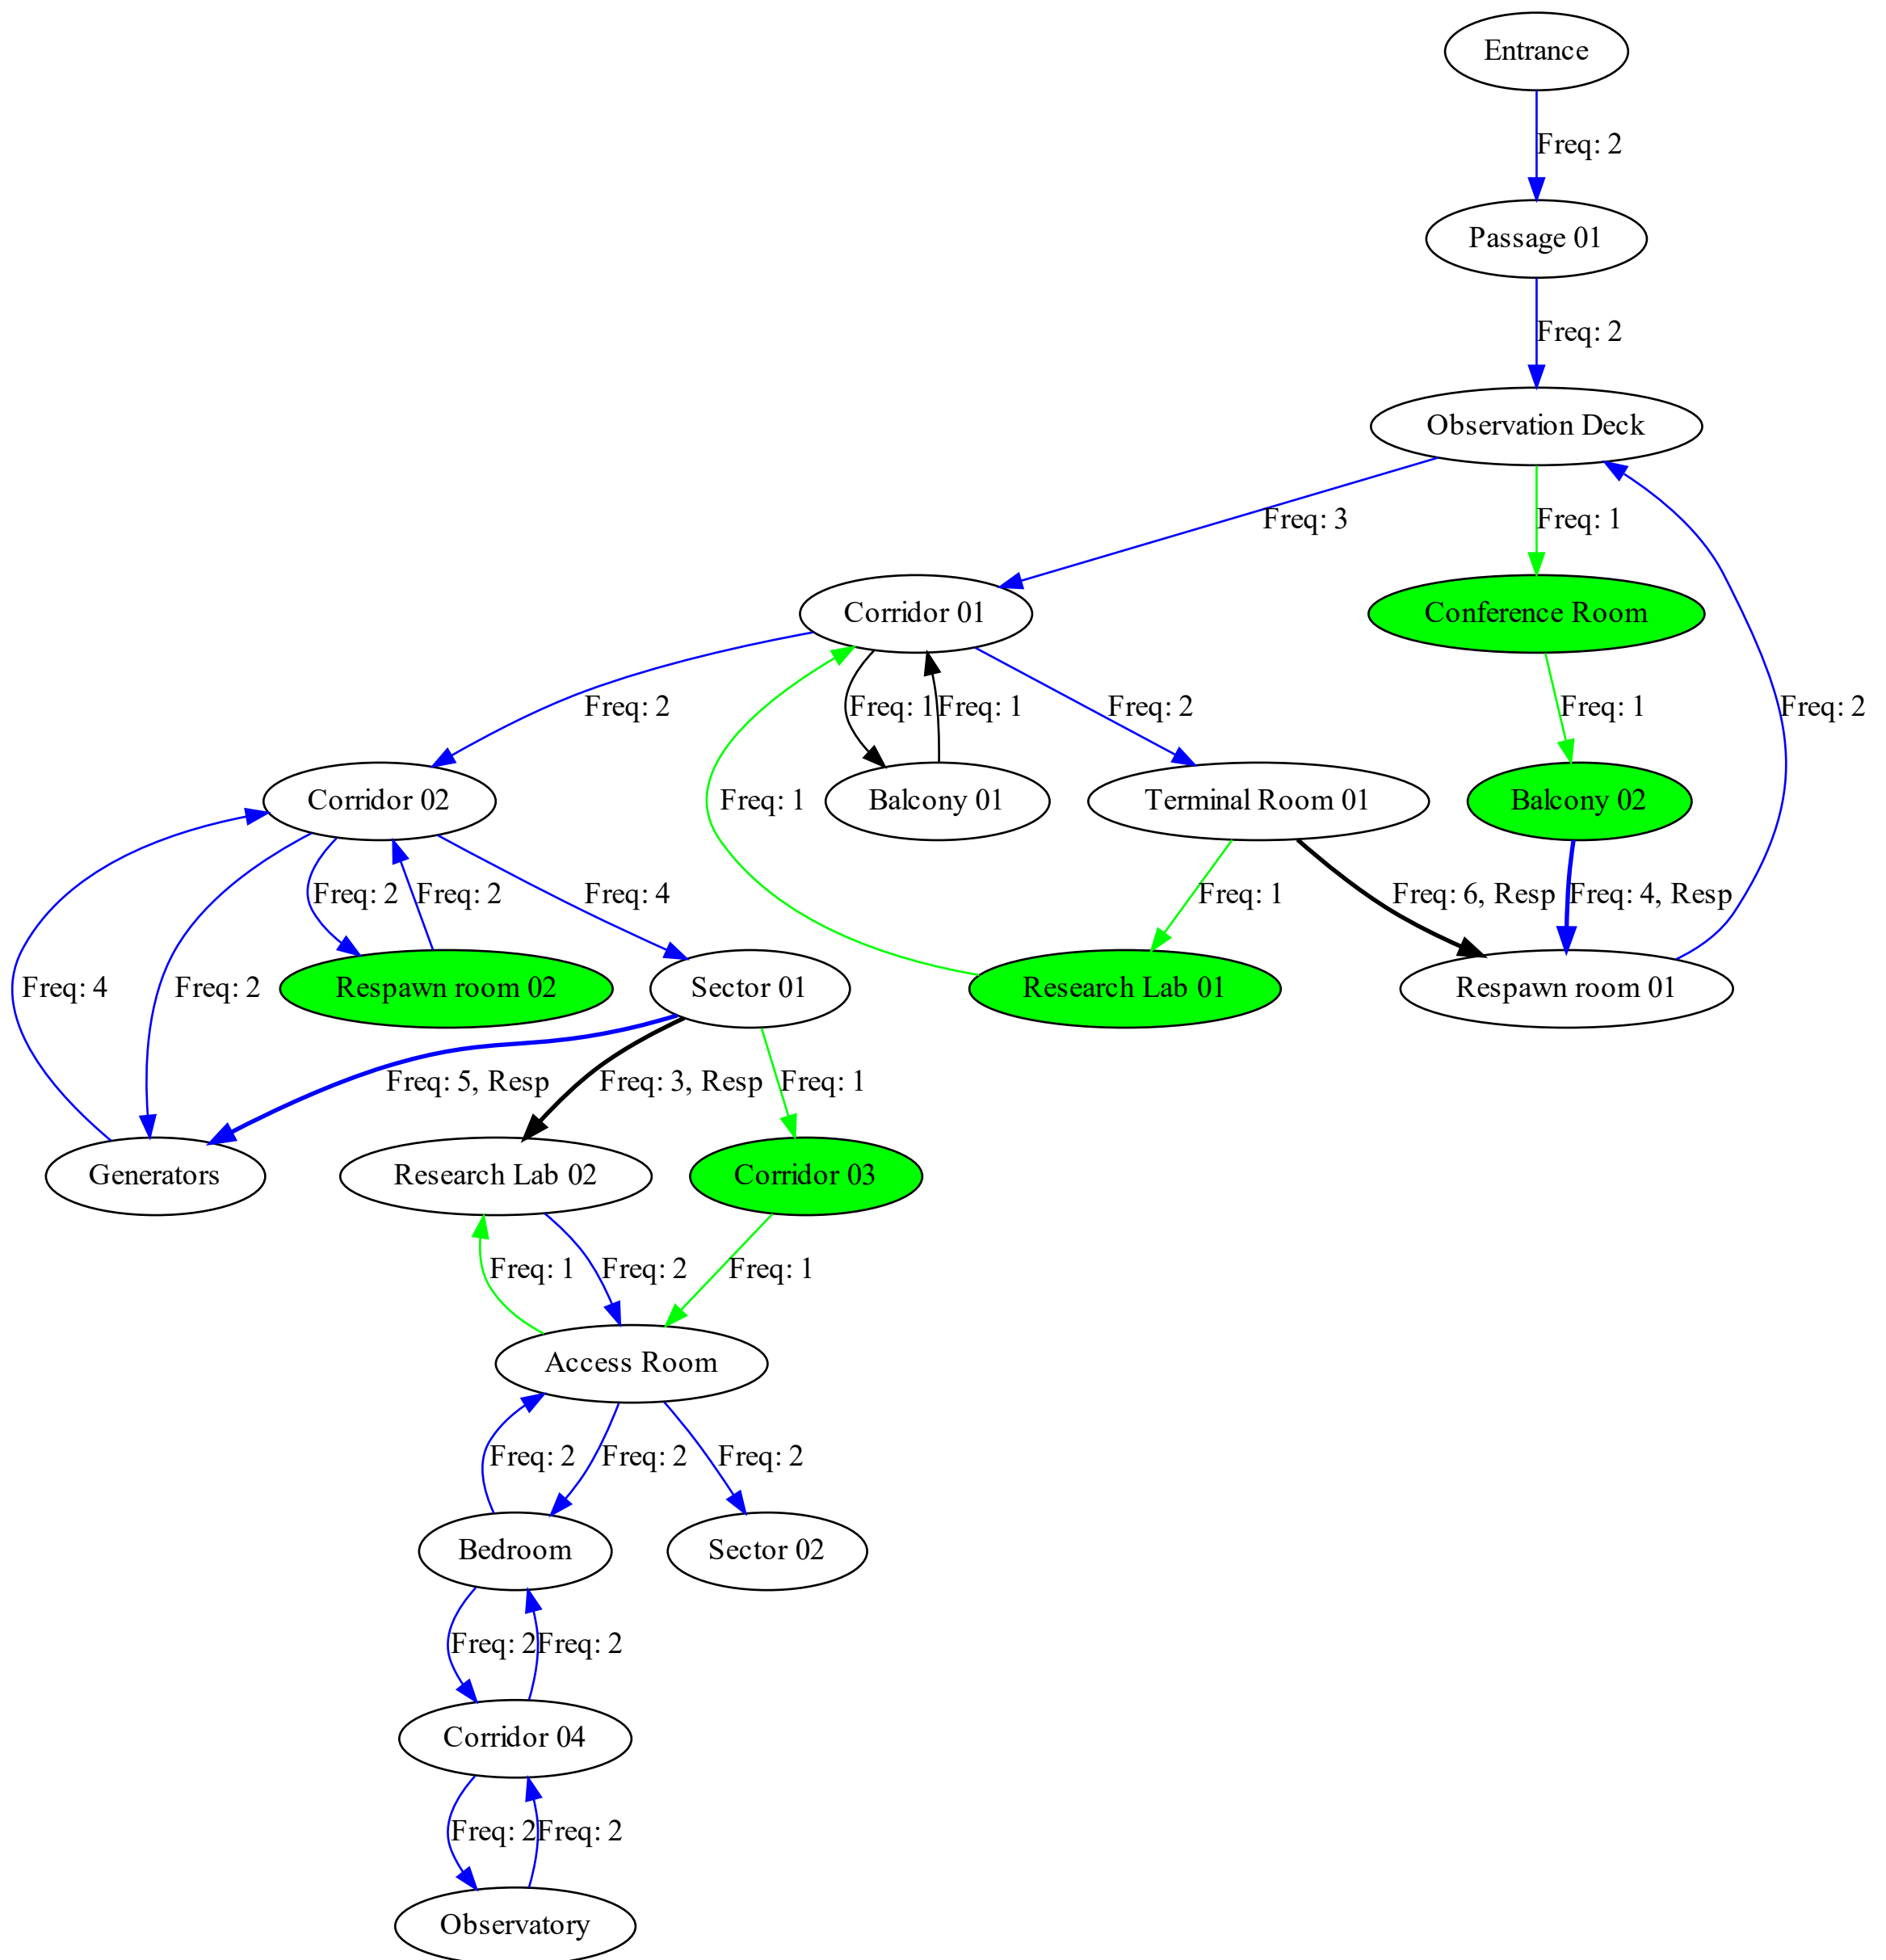 Entrance
Freq: 2
Passage 01
Freq: 2
Observation Deck
Freq: 3
Freq: 1
Corridor 01
Conference Room
Freq: 2
Freq: 1
Freq: 1
Freq: 2
Freq: 1
Freq: 2
Corridor 02
Freq: 1
Balcony 01
Terminal Room 01
Balcony 02
Freq: 2
Freq: 2
Freq: 4
Freq: 1
Freq: 6, Resp
Freq: 4, Resp
Freq: 4
Freq: 2
Respawn room 02
Sector 01
Research Lab 01
Respawn room 01
Freq: 5, Resp
Freq: 3, Resp
Freq: 1
Generators
Research Lab 02
Corridor 03
Freq: 1
Freq: 2
Freq: 1
Access Room
Freq: 2
Freq: 2
Freq: 2
Bedroom
Sector 02
Freq: 2
Freq: 2
Corridor 04
Freq: 2
Freq: 2
Observatory